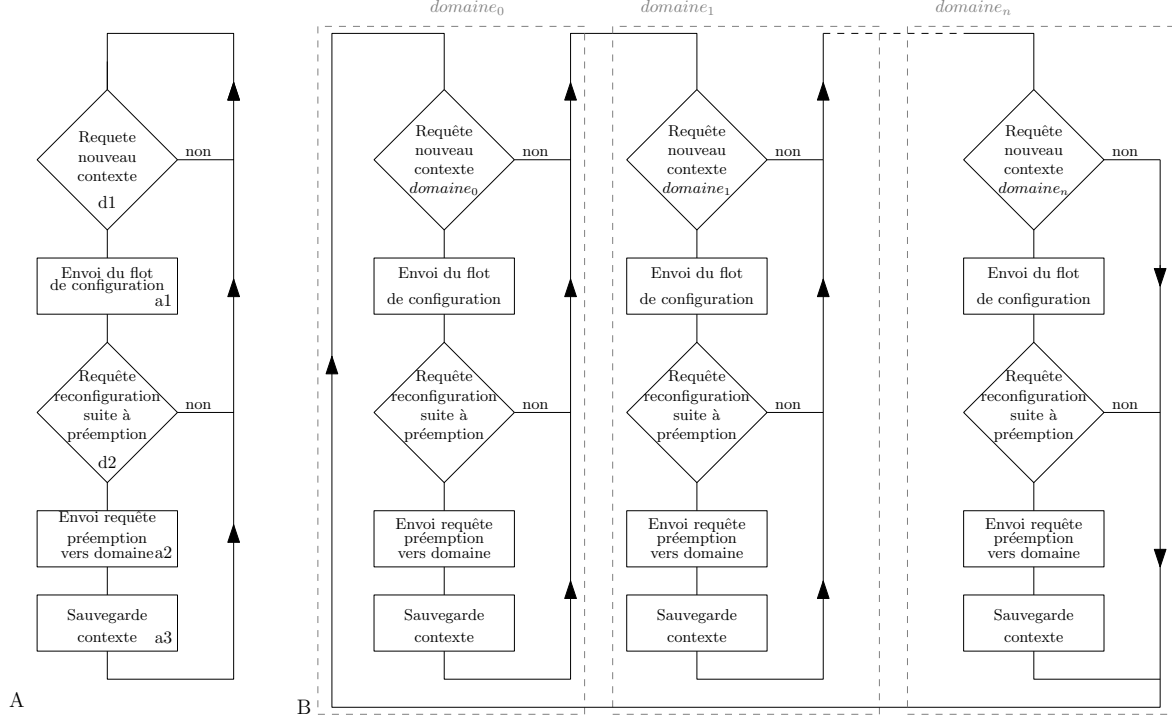 domaine₀
domaine₁
domaineₙ
Requete
nouveau
contexte
d1
non
Envoi du flot
de configuration
a1
Requête
reconfiguration
suite à
préemption
d2
non
Envoi requête
préemption
vers domaine
a2
Sauvegarde
contexte
a3
A
Requête
nouveau
contexte
domaine₀
non
Envoi du flot
de configuration
Requête
reconfiguration
suite à
préemption
non
Envoi requête
préemption
vers domaine
Sauvegarde
contexte
Requête
nouveau
contexte
domaine₁
non
Envoi du flot
de configuration
Requête
reconfiguration
suite à
préemption
non
Envoi requête
préemption
vers domaine
Sauvegarde
contexte
Requête
nouveau
contexte
domaineₙ
non
Envoi du flot
de configuration
Requête
reconfiguration
suite à
préemption
non
Envoi requête
préemption
vers domaine
Sauvegarde
contexte
B